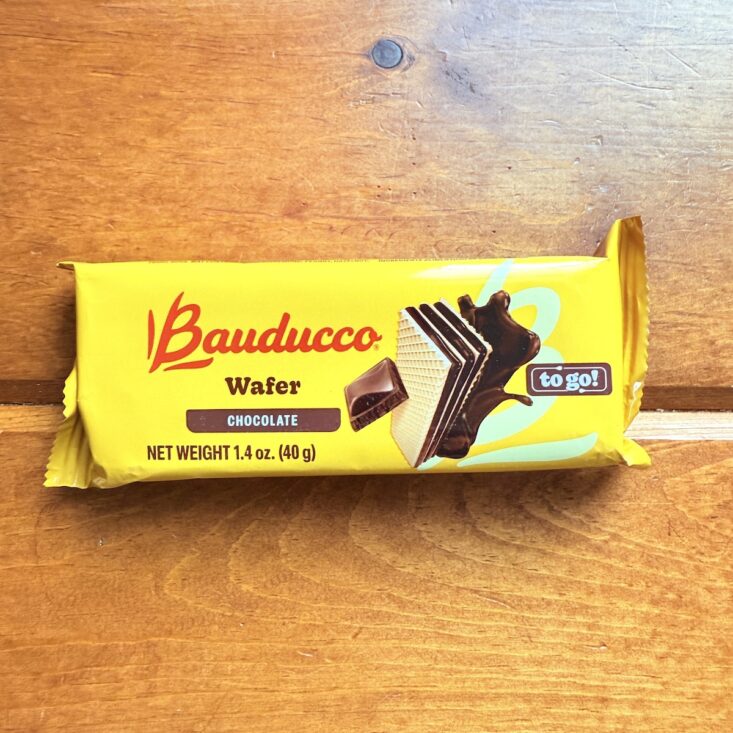 Bauducco®
Wafer
CHOCOLATE
NET WEIGHT 1.4 oz. (40 g)
to go!